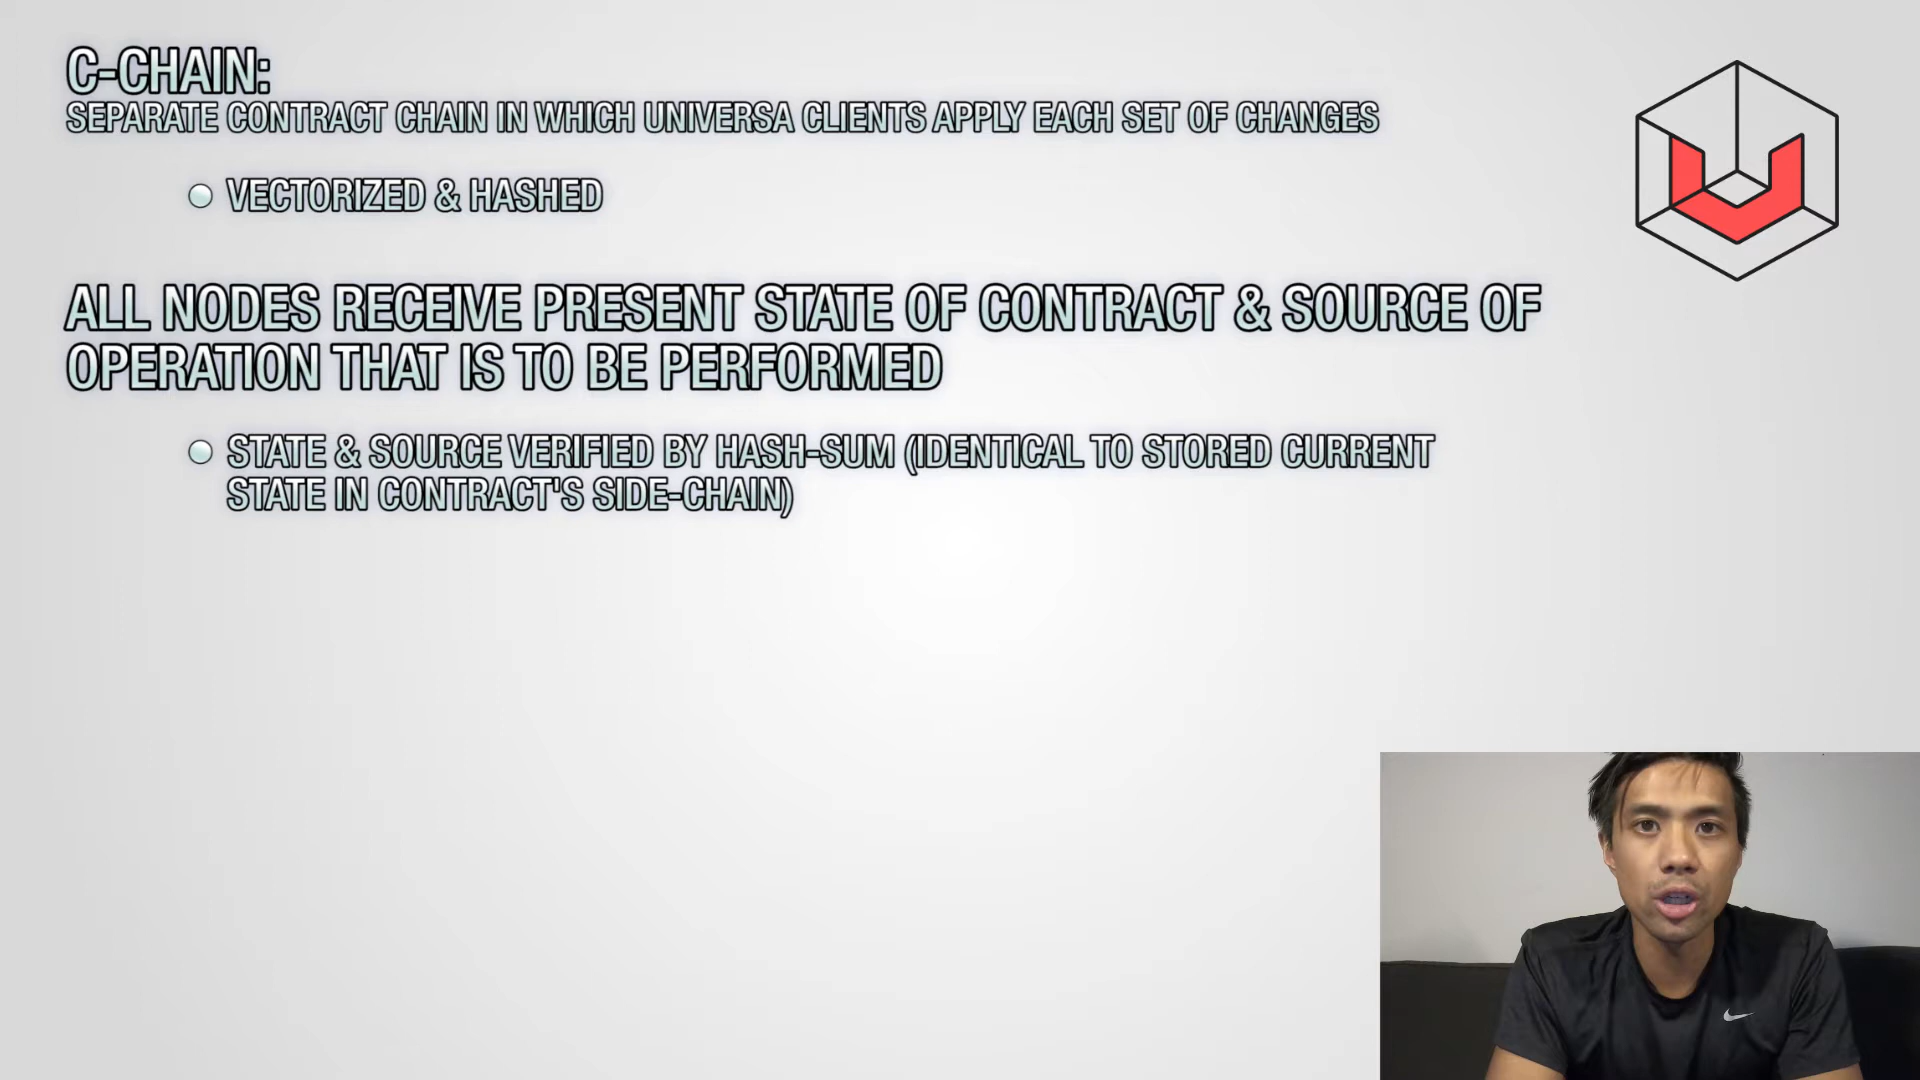 C-CHAIN:
SEPARATE CONTRACT CHAIN IN WHICH UNIVERSA CLIENTS APPLY EACH SET OF CHANGES
VECTORIZED & HASHED
ALL NODES RECEIVE PRESENT STATE OF CONTRACT & SOURCE OF
OPERATION THAT IS TO BE PERFORMED
STATE & SOURCE VERIFIED BY HASH-SUM (IDENTICAL TO STORED CURRENT
STATE IN CONTRACT'S SIDE-CHAIN)